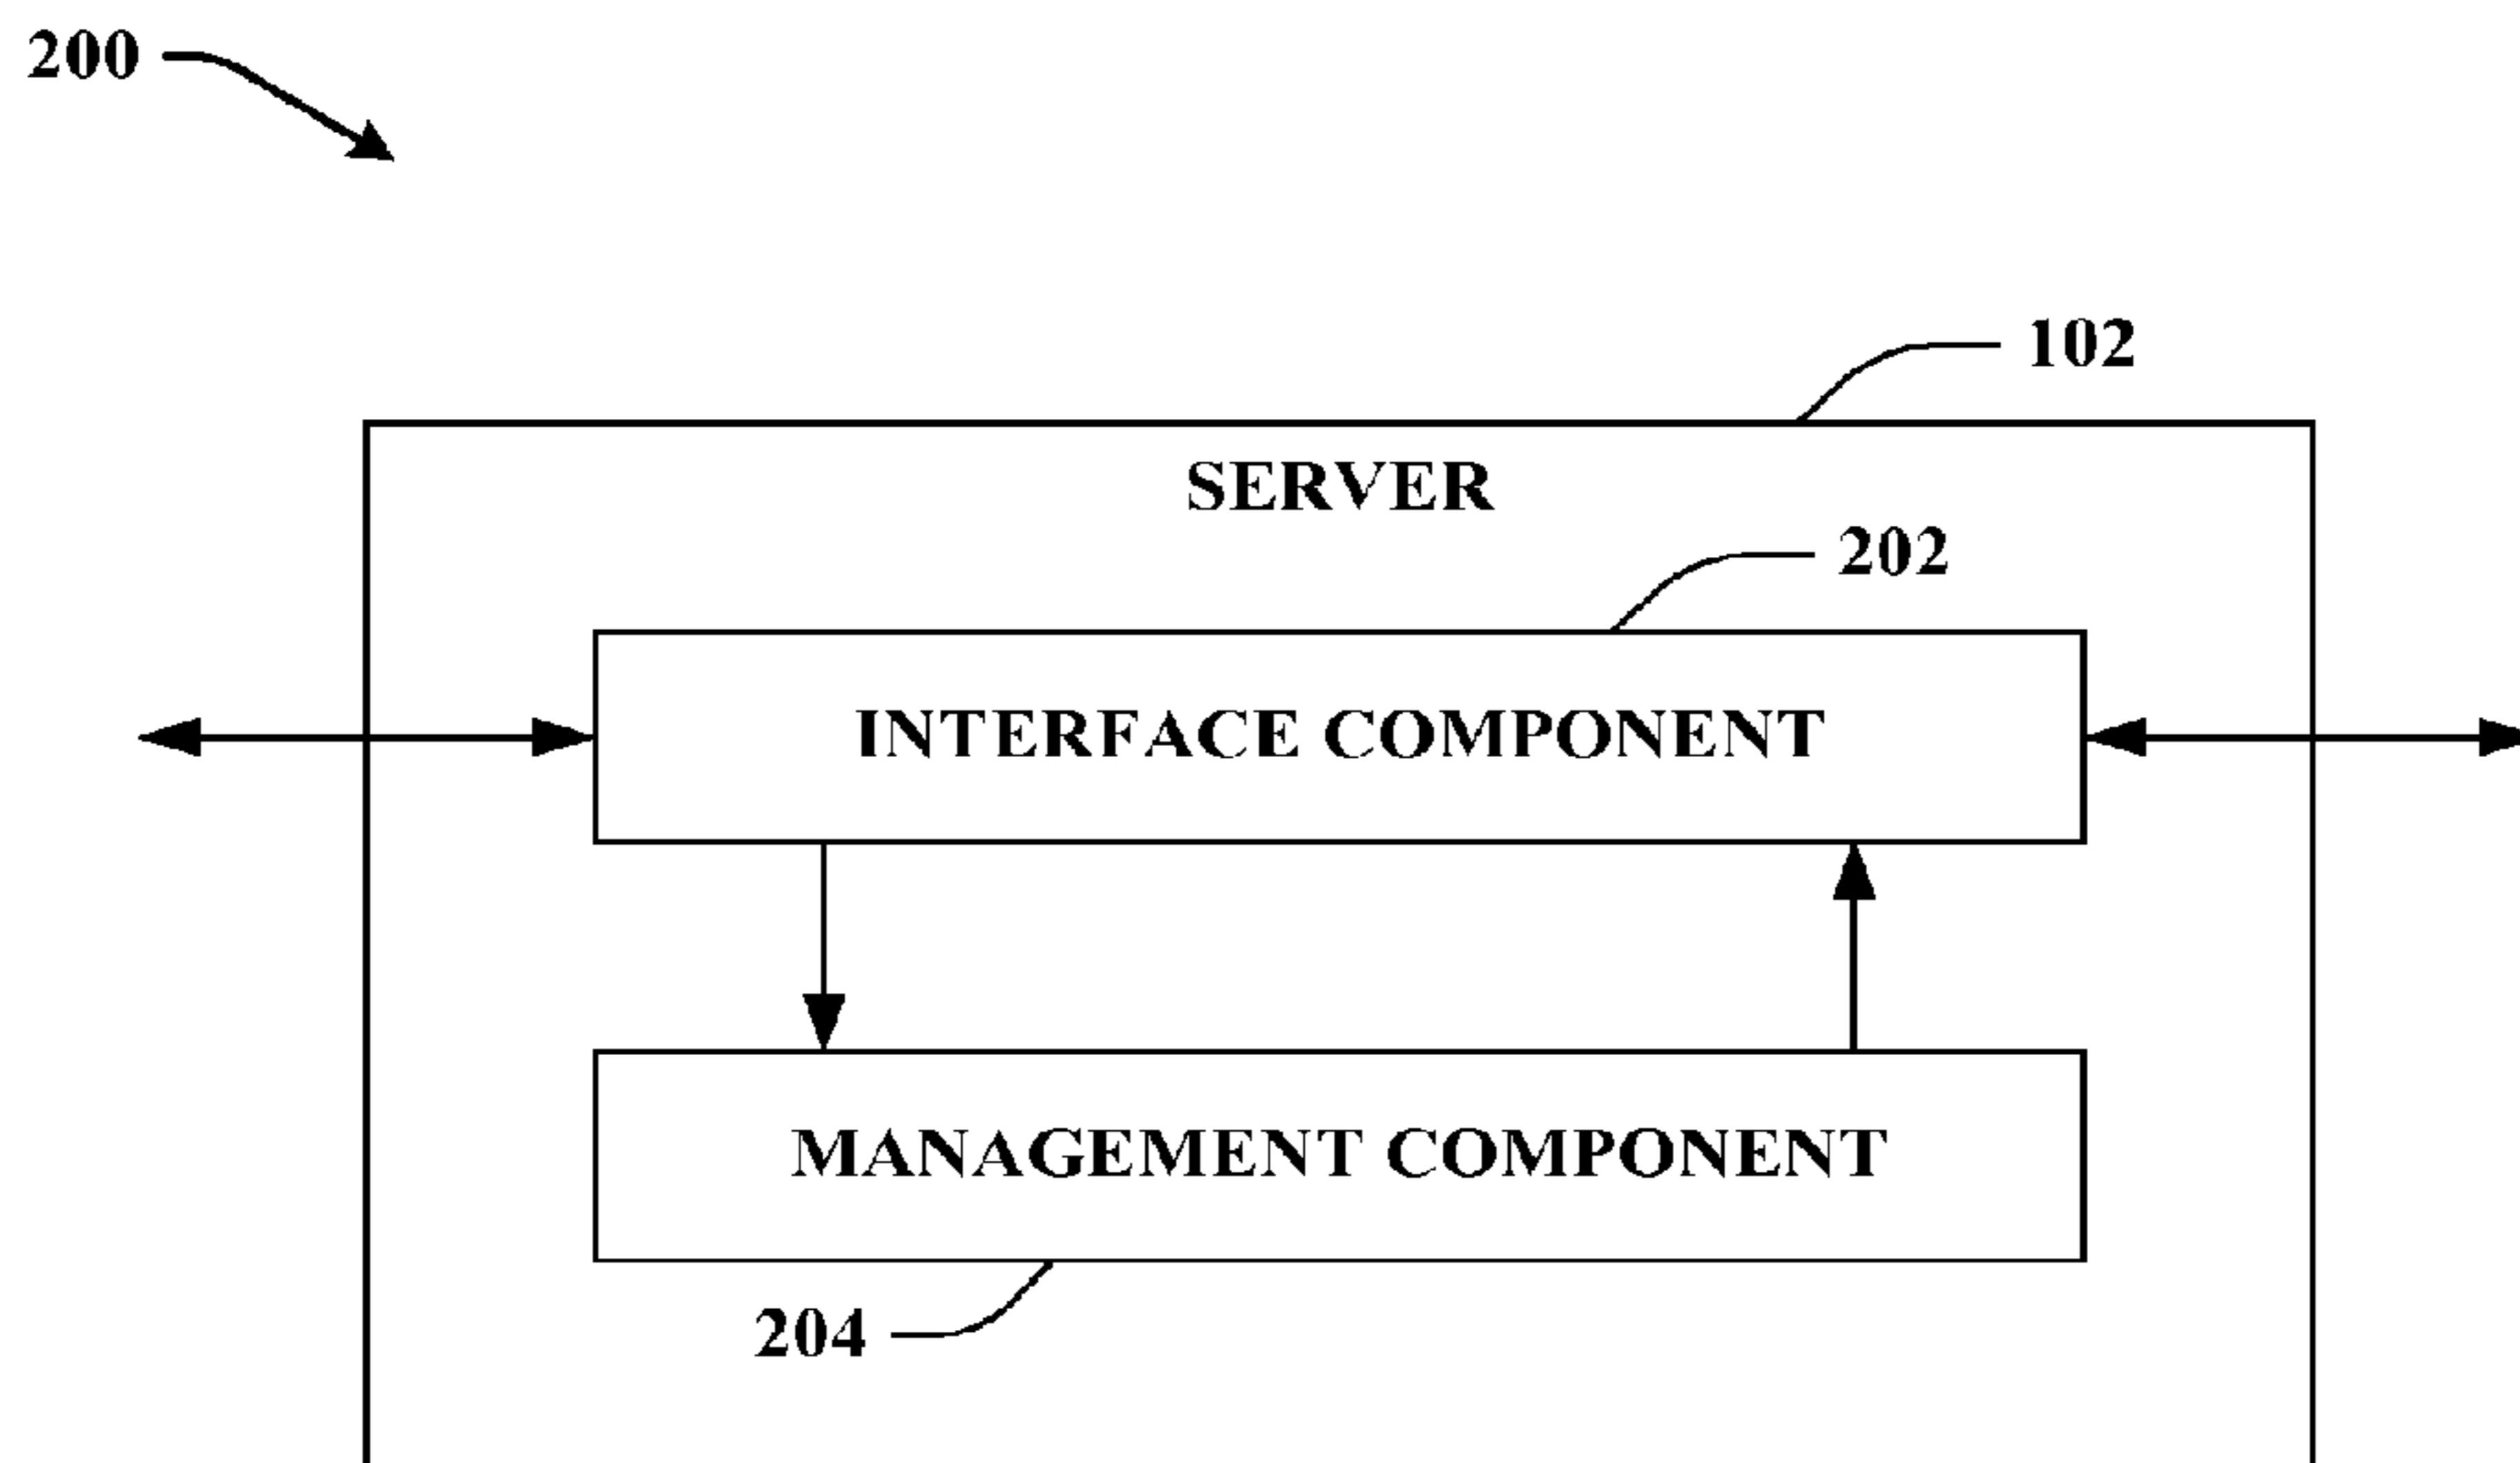 200
102
SERVER
202
INTERFACE COMPONENT
MANAGEMENT COMPONENT
204